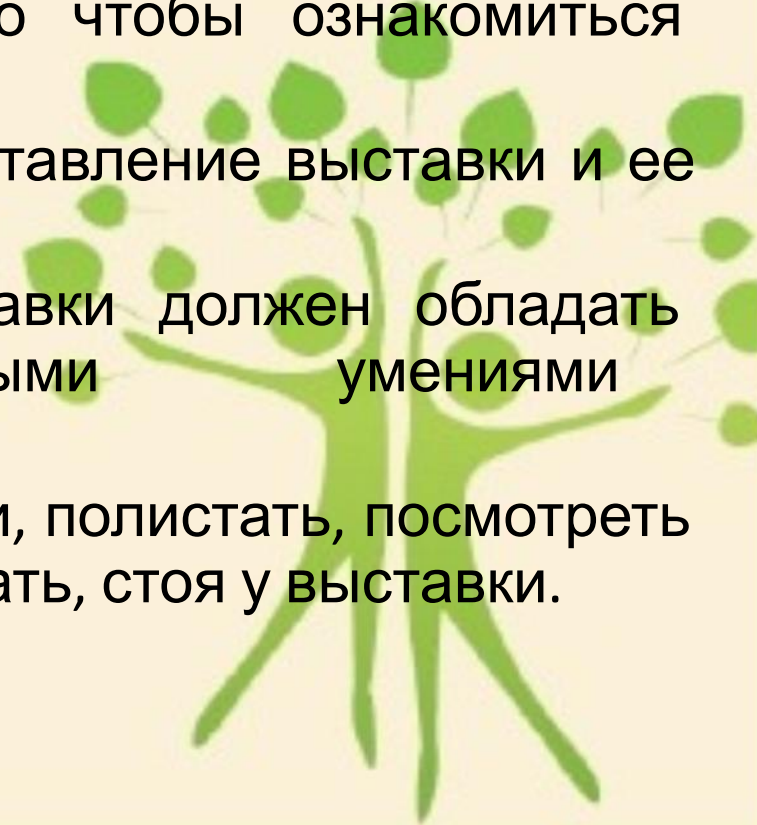 о чтобы ознакомиться
тавление выставки и ее
авки должен обладать
ыми умениями
и, полистать, посмотреть
ать, стоя у выставки.